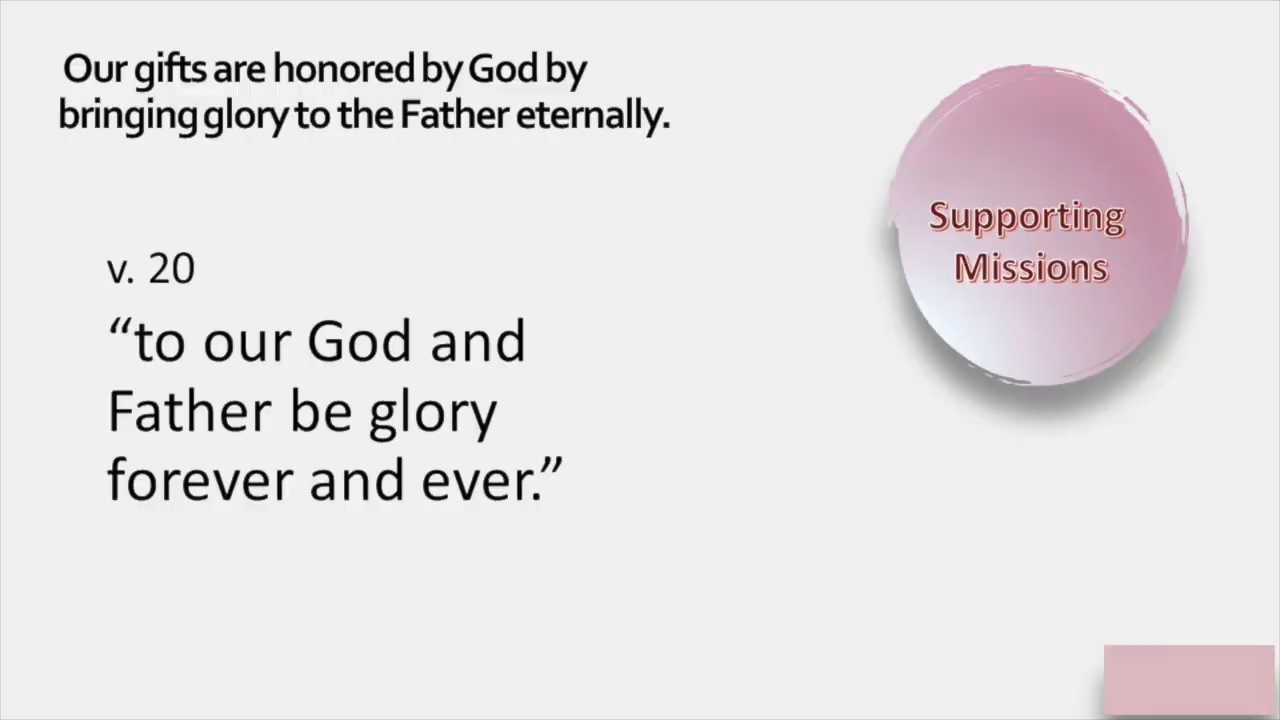 Our gifts are honored by God by
bringing glory to the Father eternally.
Supporting
Missions
v. 20
“to our God and
Father be glory
forever and ever.”